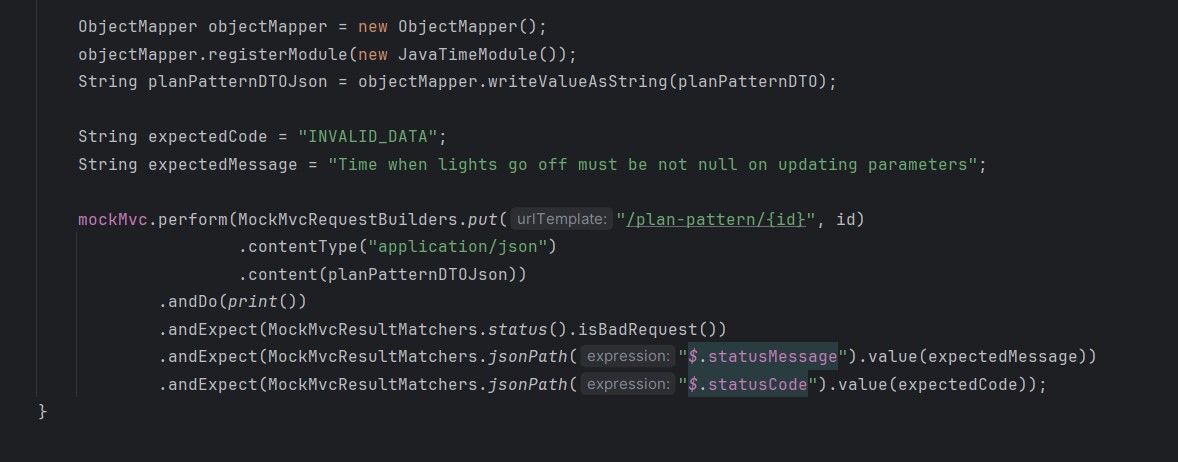 ObjectMapper objectMapper = new ObjectMapper();
objectMapper.registerModule(new JavaTimeModule());
String planPatternDTOJson = objectMapper.writeValueAsString(planPatternDTO);
String expectedCode = "INVALID_DATA";
String expectedMessage = "Time when lights go off must be not null on updating parameters";
mockMvc.perform(MockMvcRequestBuilders.put( urlTemplate: "/plan-pattern/{id}", id)
.contentType("application/json")
.content(planPatternDTOJson))
.andDo(print())
.andExpect(MockMvcResultMatchers.status().isBadRequest())
.andExpect(MockMvcResultMatchers.jsonPath( expression: "$.statusMessage").value(expectedMessage))
.andExpect(MockMvcResultMatchers.jsonPath( expression: "$.statusCode").value(expectedCode));
}